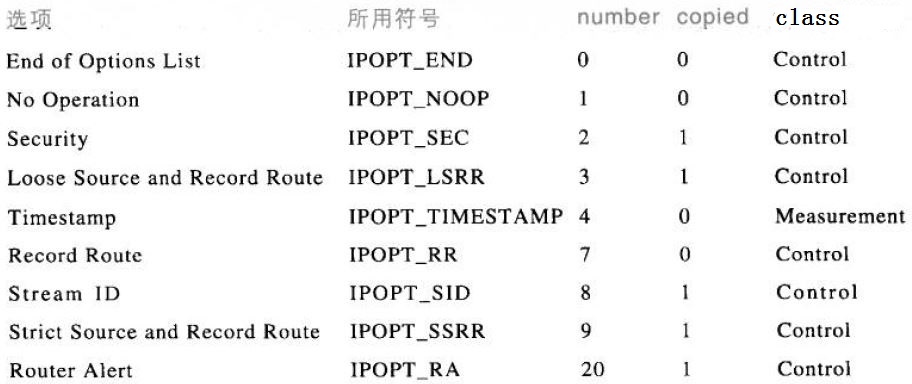 选项 所用符号 number copied class
End of Options List IPOPT_END 0 0 Control
No Operation IPOPT_NOOP 1 0 Control
Security IPOPT_SEC 2 1 Control
Loose Source and Record Route IPOPT_LSRR 3 1 Control
Timestamp IPOPT_TIMESTAMP 4 0 Measurement
Record Route IPOPT_RR 7 0 Control
Stream ID IPOPT_SID 8 1 Control
Strict Source and Record Route IPOPT_SSRR 9 1 Control
Router Alert IPOPT_RA 20 1 Control